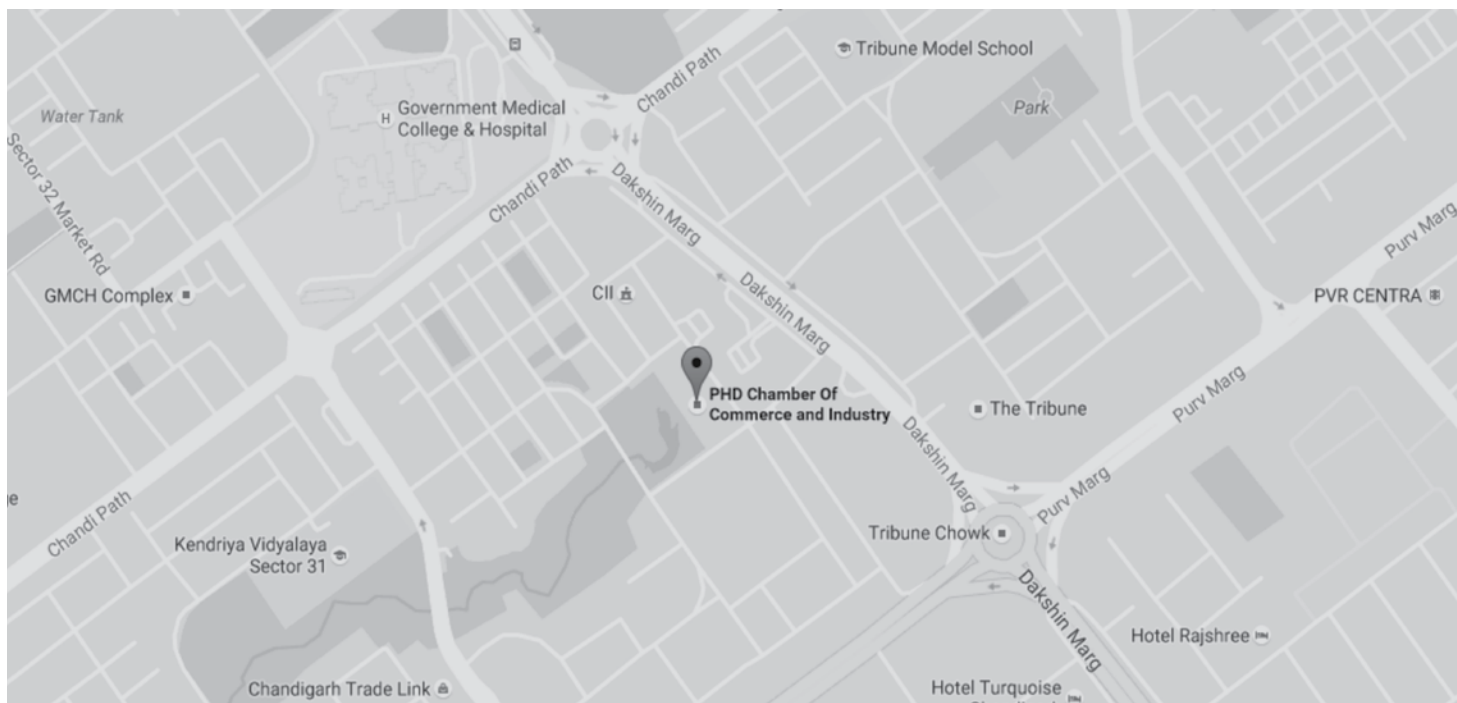 Tribune Model School
Chandi Path
Government Medical
College & Hospital
H
Park
Water Tank
Sector 32 Market Rd
Chandi Path
Dakshin Marg
Purv Marg
GMCH Complex
CII
Dakshin Marg
PVR CENTRA
Purv Marg
PHD Chamber Of
Commerce and Industry
The Tribune
Dakshin Marg
Purv Marg
Chandi Path
Tribune Chowk
Kendriya Vidyalaya
Sector 31
Dakshin Marg
Hotel Rajshree
Chandigarh Trade Link
Hotel Turquoise